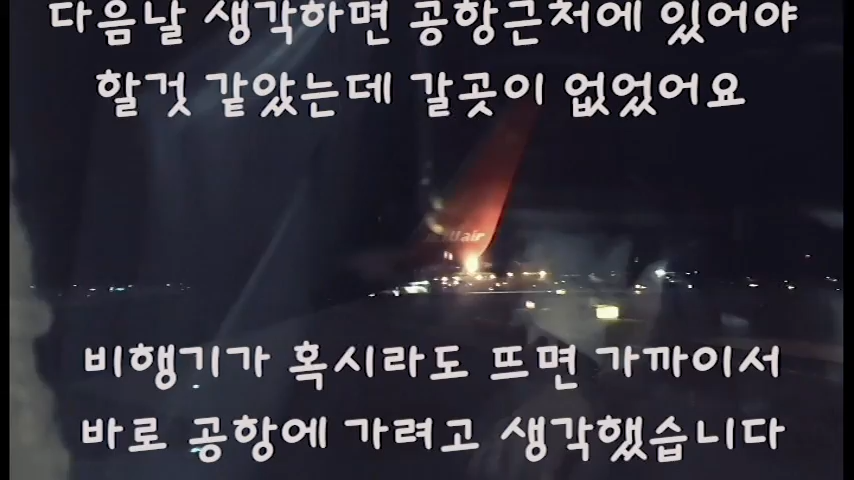 다음날 생각하면 공항근처에 있어야
할것 같았는데 갈곳이 없었어요
비행기가 혹시라도 뜨면 가까이서
바로 공항에 가려고 생각했습니다